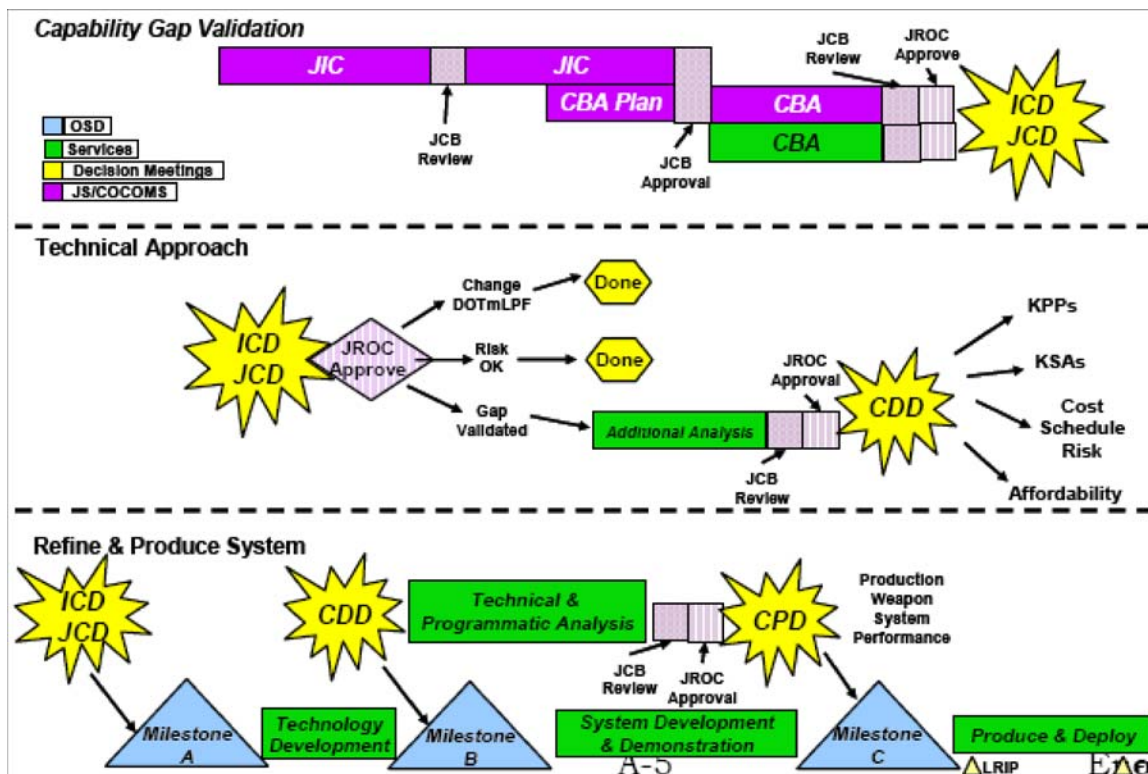 Capability Gap Validation
JIC
JIC
CBA Plan
CBA
CBA
JCB
Review
JCB
Approval
JCB
Review
JROC
Approve
ICD
JCD
OSD
Services
Decision Meetings
JS/COCOMS
Technical Approach
ICD
JCD
JROC
Approve
Change
DOTmLPF
Done
Risk
OK
Done
Gap
Validated
Additional Analysis
JCB
Review
JROC
Approval
CDD
KPPs
KSAs
Cost
Schedule
Risk
Affordability
Refine & Produce System
ICD
JCD
CDD
Technical &
Programmatic Analysis
JCB
Review
JROC
Approval
CPD
Production
Weapon
System
Performance
Milestone
A
Technology
Development
Milestone
B
System Development
& Demonstration
Milestone
C
Produce & Deploy
LRIP
A-5